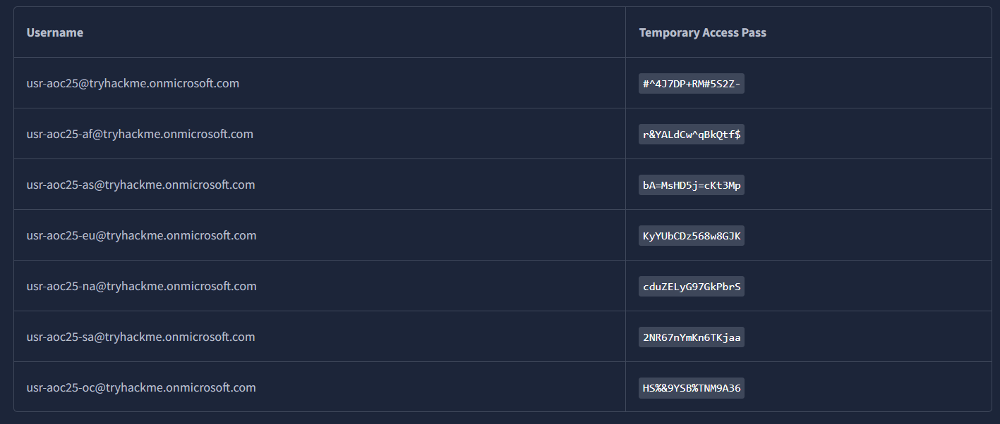 Username Temporary Access Pass
usr-aoc25@tryhackme.onmicrosoft.com #^4J7DP+RM#5S2Z-
usr-aoc25-af@tryhackme.onmicrosoft.com r&YALdCw^qBkQtf$
usr-aoc25-as@tryhackme.onmicrosoft.com bA=MsHD5j=cKt3Mp
usr-aoc25-eu@tryhackme.onmicrosoft.com KyYUbCDz568w8GJK
usr-aoc25-na@tryhackme.onmicrosoft.com cduZELyG97GkPbrS
usr-aoc25-sa@tryhackme.onmicrosoft.com 2NR67nYmKn6TKjaa
usr-aoc25-oc@tryhackme.onmicrosoft.com HS%&9YSB%TNM9A36